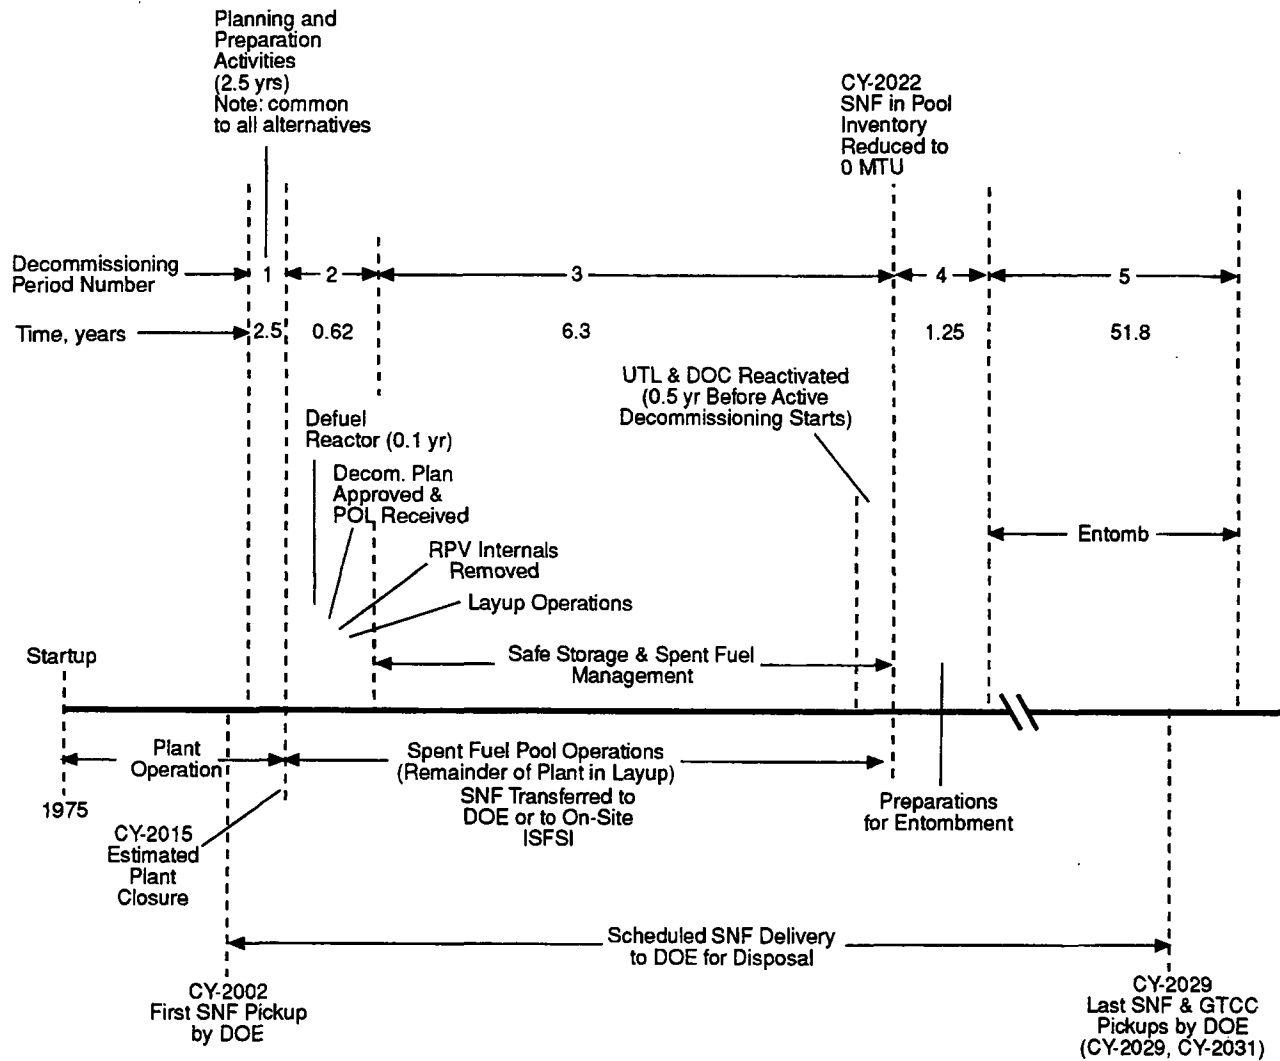 Planning and
Preparation
Activities
(2.5 yrs)
Note: common
to all alternatives
CY-2022
SNF in Pool
Inventory
Reduced to
0 MTU
Decommissioning
Period Number
1
2
3
4
5
Time, years
2.5
0.62
6.3
1.25
51.8
UTL & DOC Reactivated
(0.5 yr Before Active
Decommissioning Starts)
Defuel
Reactor (0.1 yr)
Decom. Plan
Approved &
POL Received
RPV Internals
Removed
Layup Operations
Entomb
Startup
Safe Storage & Spent Fuel
Management
Plant
Operation
Spent Fuel Pool Operations
(Remainder of Plant in Layup)
SNF Transferred to
DOE or to On-Site
ISFSI
1975
Preparations
for Entombment
CY-2015
Estimated
Plant
Closure
Scheduled SNF Delivery
to DOE for Disposal
CY-2002
First SNF Pickup
by DOE
CY-2029
Last SNF & GTCC
Pickups by DOE
(CY-2029, CY-2031)